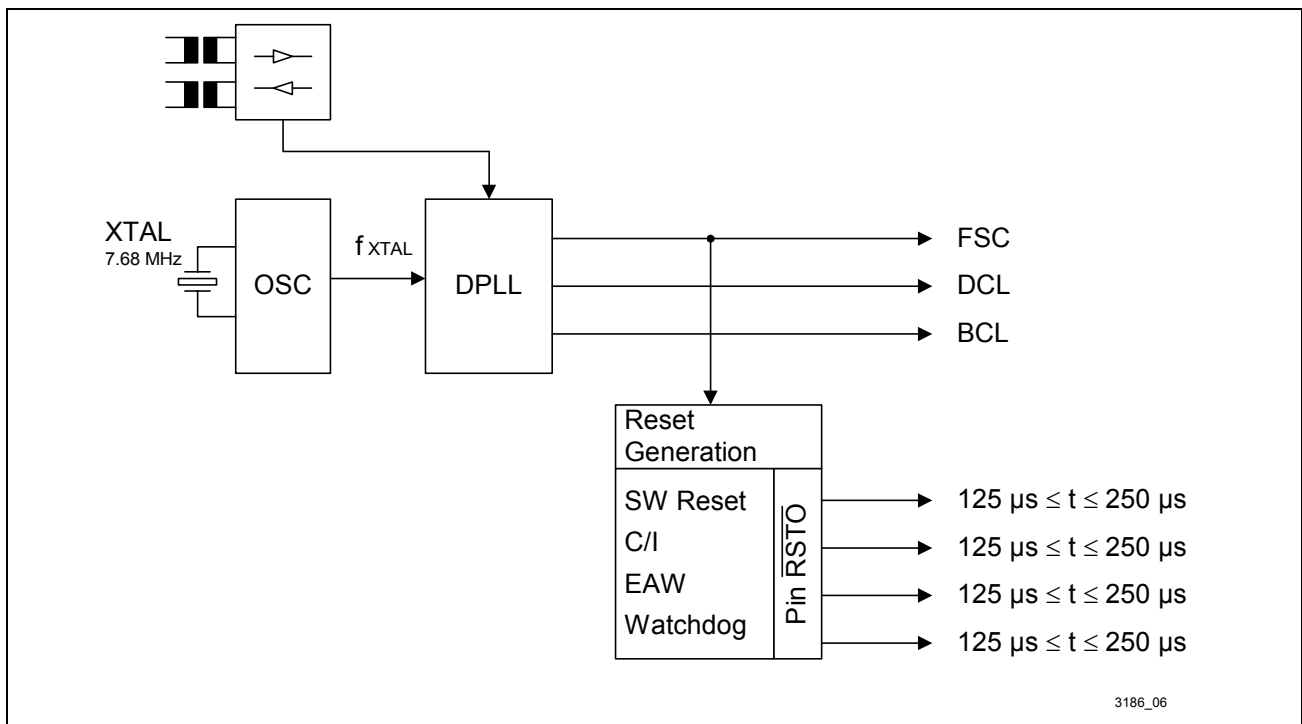 XTAL
7.68 MHz
OSC
f XTAL
DPLL
FSC
DCL
BCL
Reset
Generation
SW Reset
C/I
EAW
Watchdog
Pin RSTO
125 µs ≤ t ≤ 250 µs
125 µs ≤ t ≤ 250 µs
125 µs ≤ t ≤ 250 µs
125 µs ≤ t ≤ 250 µs
3186_06